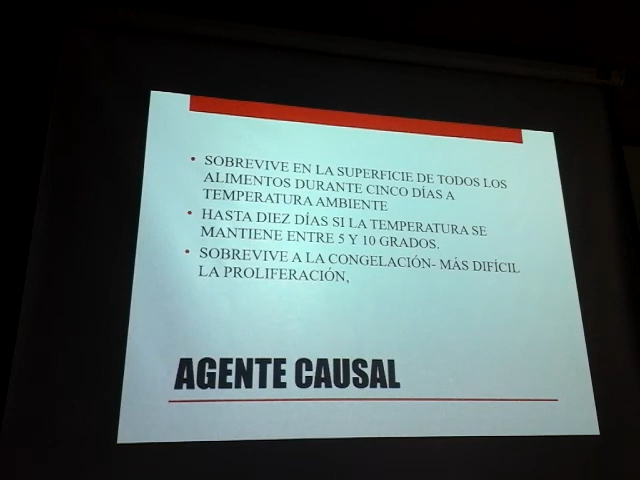 • SOBREVIVE EN LA SUPERFICIE DE TODOS LOS
ALIMENTOS DURANTE CINCO DÍAS A
TEMPERATURA AMBIENTE
• HASTA DIEZ DÍAS SI LA TEMPERATURA SE
MANTIENE ENTRE 5 Y 10 GRADOS.
• SOBREVIVE A LA CONGELACIÓN- MÁS DIFÍCIL
LA PROLIFERACIÓN,
AGENTE CAUSAL